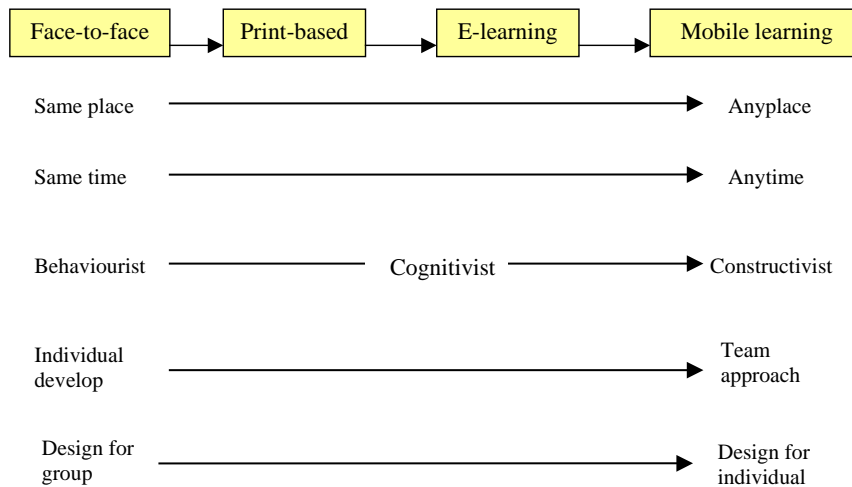 Face-to-face Print-based E-learning Mobile learning
Same place Anyplace
Same time Anytime
Behaviourist Cognitivist Constructivist
Individual
develop
Team
approach
Design for
group
Design for
individual